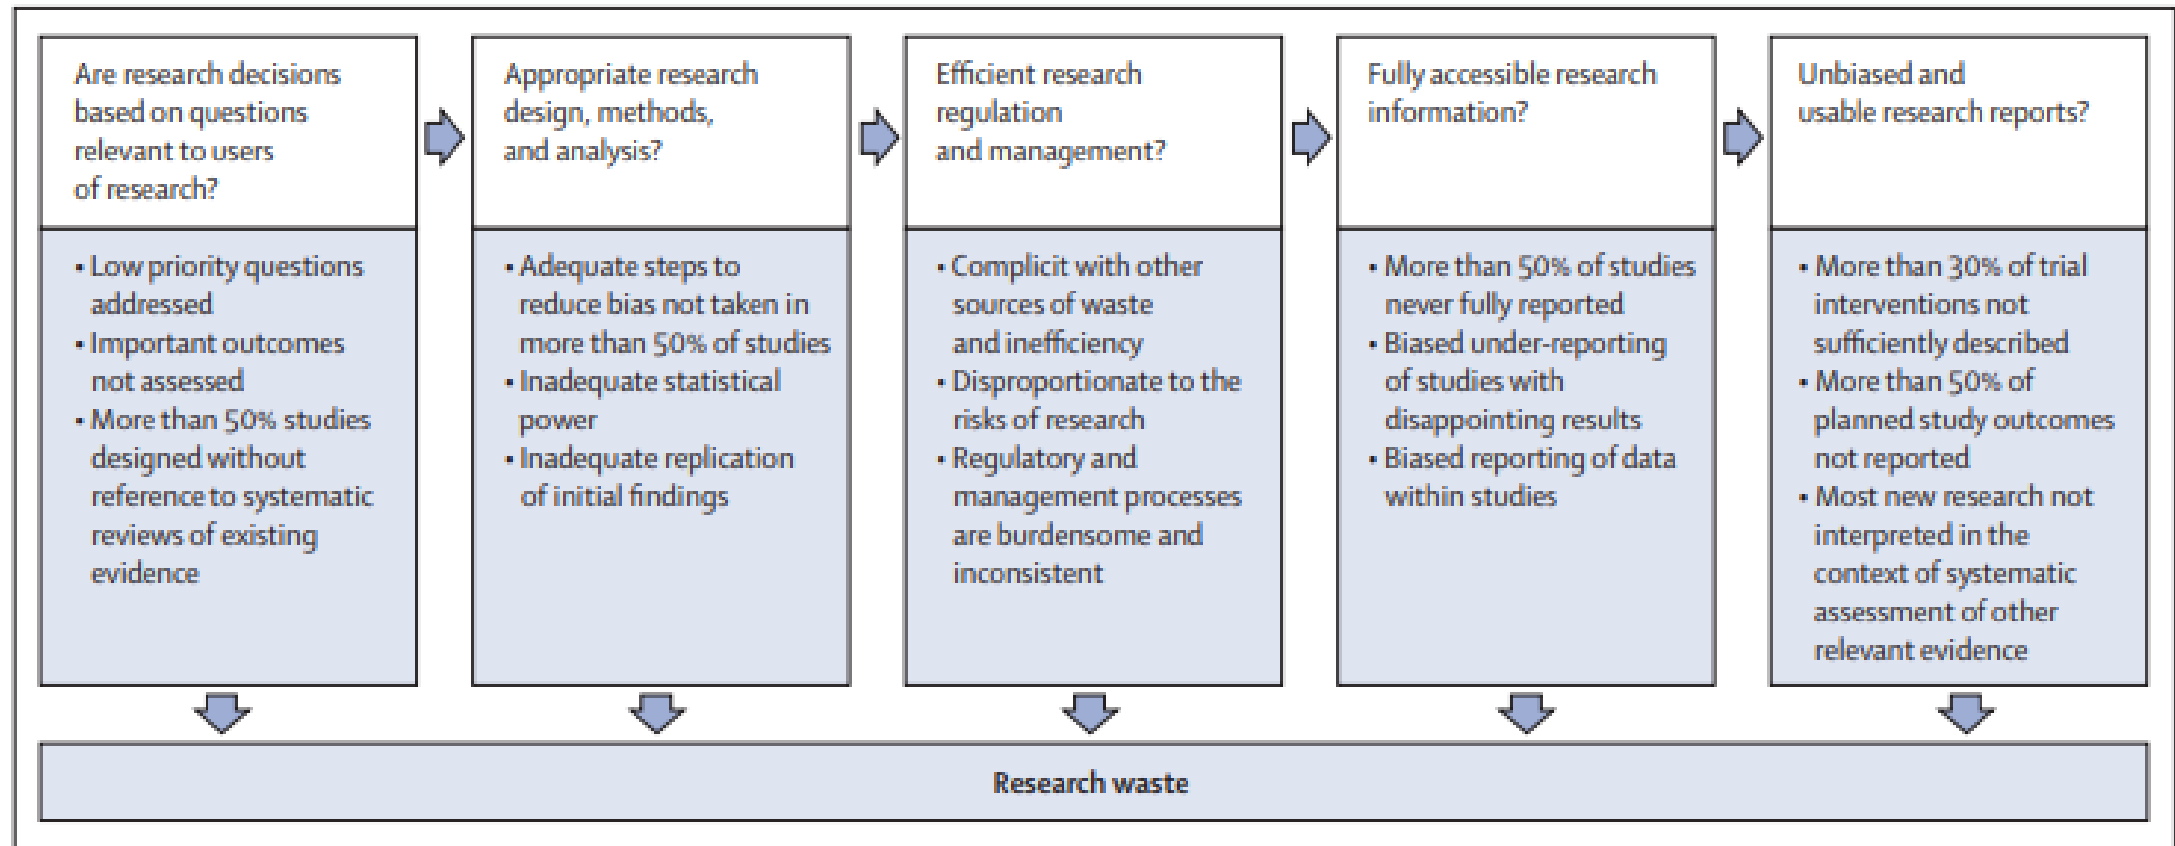 Are research decisions
based on questions
relevant to users
of research?
• Low priority questions
addressed
• Important outcomes
not assessed
• More than 50% studies
designed without
reference to systematic
reviews of existing
evidence
Appropriate research
design, methods,
and analysis?
• Adequate steps to
reduce bias not taken in
more than 50% of studies
• Inadequate statistical
power
• Inadequate replication
of initial findings
Efficient research
regulation
and management?
• Complicit with other
sources of waste
and inefficiency
• Disproportionate to the
risks of research
• Regulatory and
management processes
are burdensome and
inconsistent
Fully accessible research
information?
• More than 50% of studies
never fully reported
• Biased under-reporting
of studies with
disappointing results
• Biased reporting of data
within studies
Unbiased and
usable research reports?
• More than 30% of trial
interventions not
sufficiently described
• More than 50% of
planned study outcomes
not reported
• Most new research not
interpreted in the
context of systematic
assessment of other
relevant evidence
Research waste